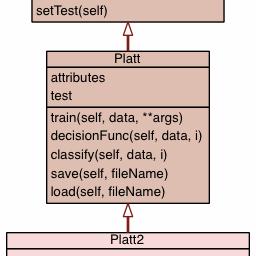 setTest(self)
Platt
attributes
test
train(self, data, **args)
decisionFunc(self, data, i)
classify(self, data, i)
save(self, fileName)
load(self, fileName)
Platt2